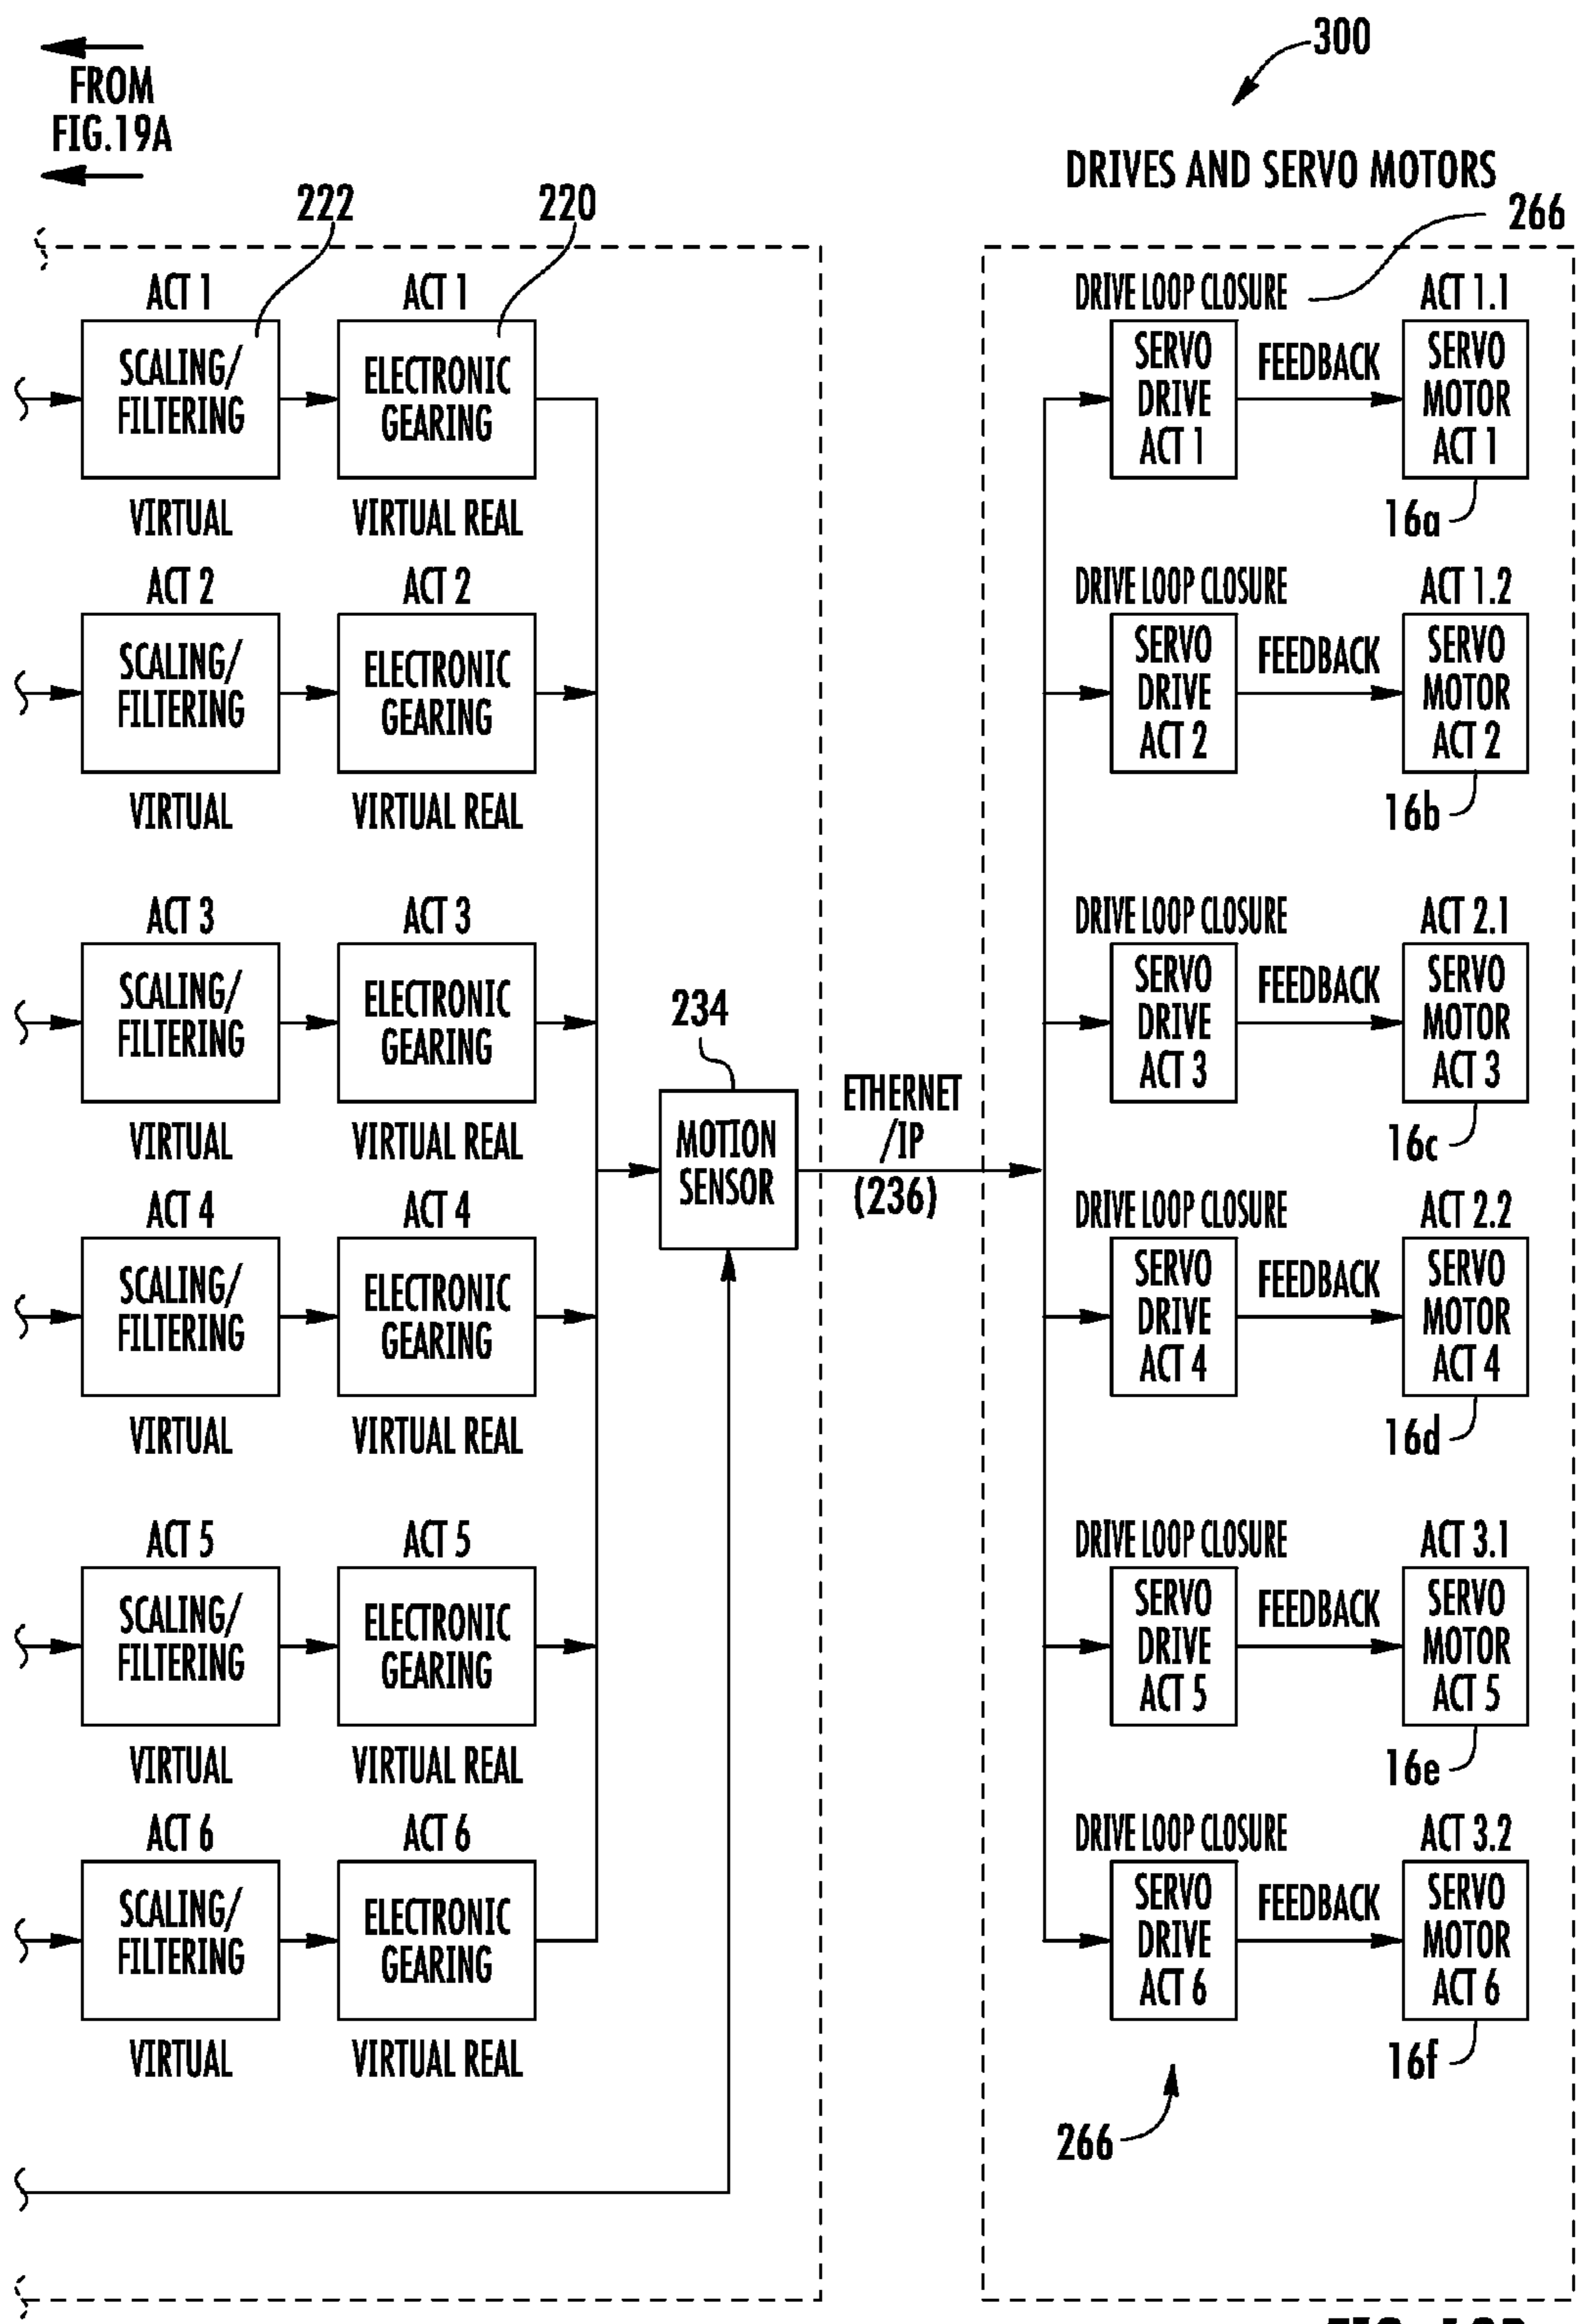 FROM
FIG.19A
300
DRIVES AND SERVO MOTORS
222
220
266
ACT 1
ACT 1
DRIVE LOOP CLOSURE
ACT 1.1
SCALING/
FILTERING
ELECTRONIC
GEARING
SERVO
DRIVE
ACT 1
FEEDBACK
SERVO
MOTOR
ACT 1
VIRTUAL
VIRTUAL REAL
16a
ACT 2
ACT 2
DRIVE LOOP CLOSURE
ACT 1.2
SCALING/
FILTERING
ELECTRONIC
GEARING
SERVO
DRIVE
ACT 2
FEEDBACK
SERVO
MOTOR
ACT 2
VIRTUAL
VIRTUAL REAL
16b
ACT 3
ACT 3
DRIVE LOOP CLOSURE
ACT 2.1
SCALING/
FILTERING
ELECTRONIC
GEARING
SERVO
DRIVE
ACT 3
FEEDBACK
SERVO
MOTOR
ACT 3
VIRTUAL
VIRTUAL REAL
16c
234
MOTION
SENSOR
ETHERNET
/IP
(236)
ACT 4
ACT 4
DRIVE LOOP CLOSURE
ACT 2.2
SCALING/
FILTERING
ELECTRONIC
GEARING
SERVO
DRIVE
ACT 4
FEEDBACK
SERVO
MOTOR
ACT 4
VIRTUAL
VIRTUAL REAL
16d
ACT 5
ACT 5
DRIVE LOOP CLOSURE
ACT 3.1
SCALING/
FILTERING
ELECTRONIC
GEARING
SERVO
DRIVE
ACT 5
FEEDBACK
SERVO
MOTOR
ACT 5
VIRTUAL
VIRTUAL REAL
16e
ACT 6
ACT 6
DRIVE LOOP CLOSURE
ACT 3.2
SCALING/
FILTERING
ELECTRONIC
GEARING
SERVO
DRIVE
ACT 6
FEEDBACK
SERVO
MOTOR
ACT 6
VIRTUAL
VIRTUAL REAL
16f
266